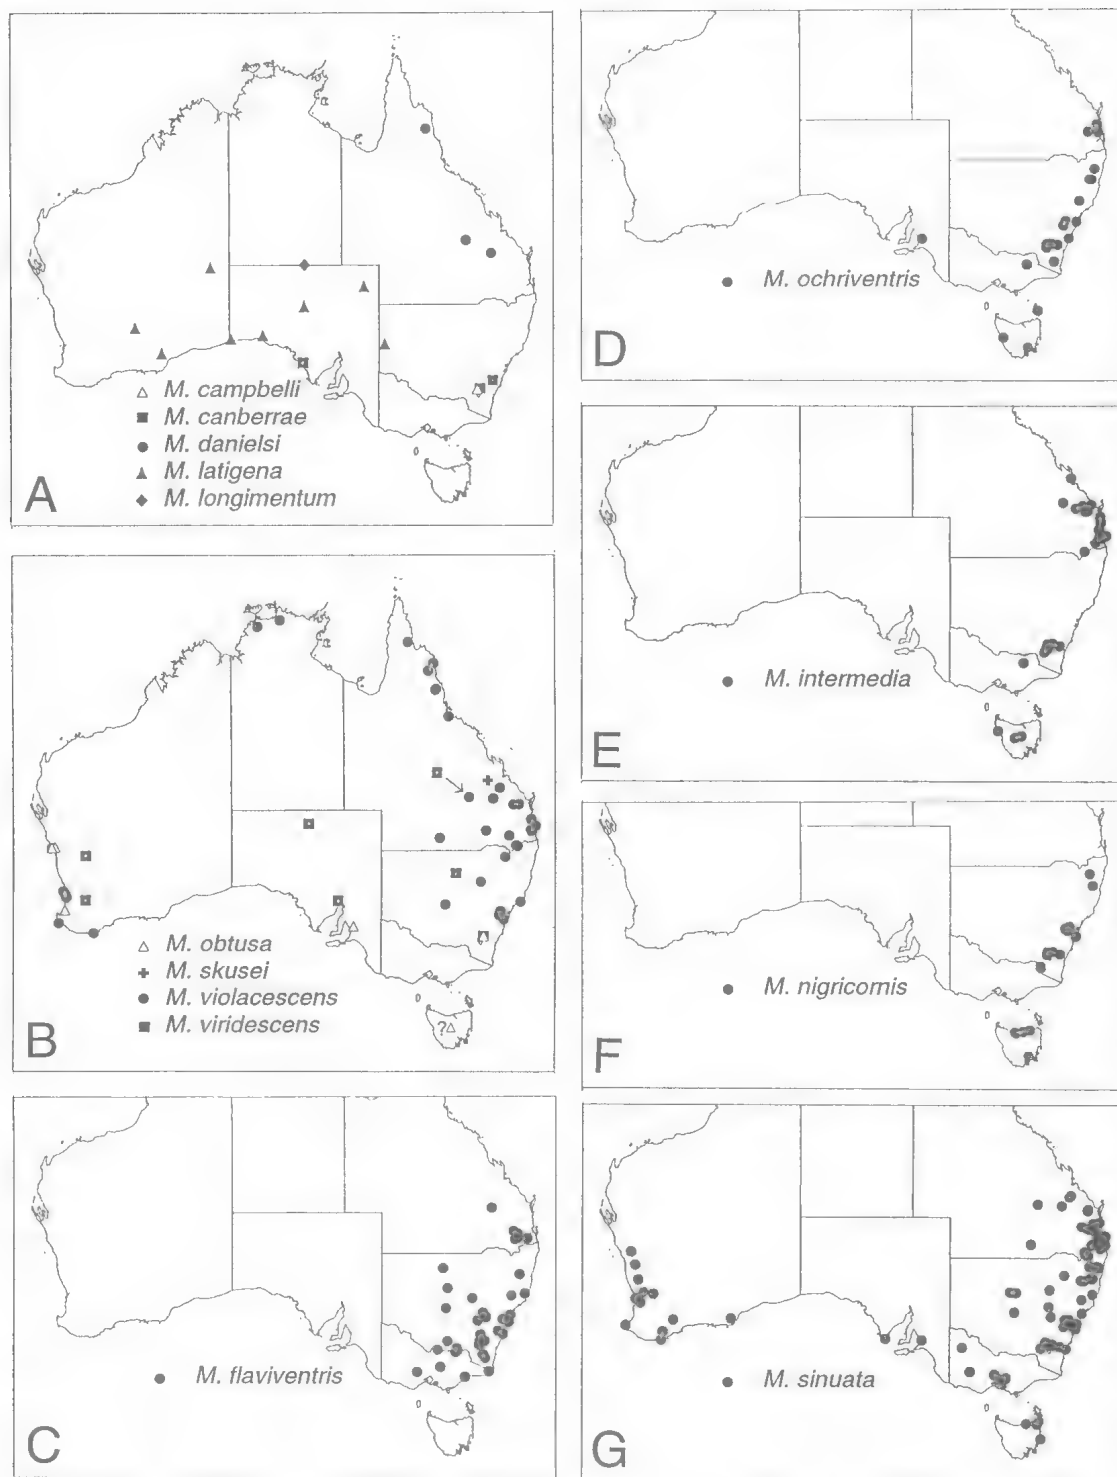 M. campbelli
M. canberrae
M. danielsi
M. latigena
M. longimentum
A
M. obtusa
M. skusei
M. violacescens
M. viridescens
?
B
M. flaviventris
C
M. ochriventris
D
M. intermedia
E
M. nigricornis
F
M. sinuata
G